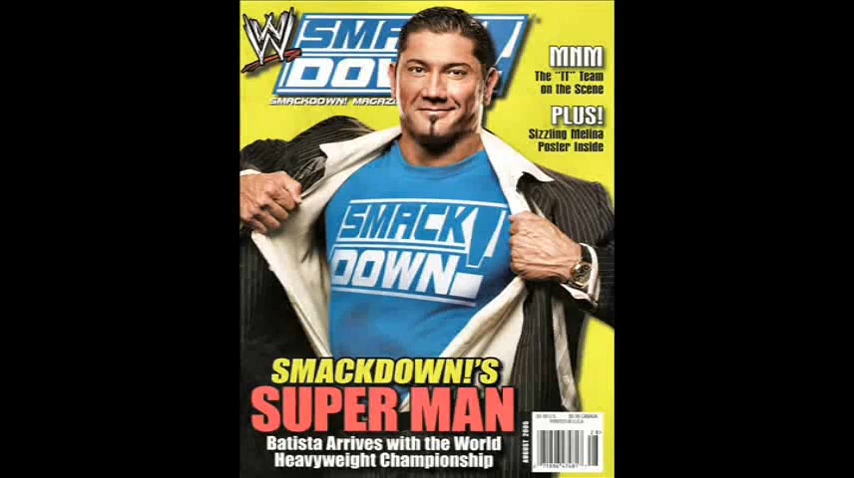 W
SMACK
DOWN!
SMACKDOWN! MAGAZINE
MNM
The "IT" Team
on the Scene
PLUS!
Sizzling Melina
Poster Inside
SMACK
DOWN!
SMACKDOWN!'S
SUPER MAN
Batista Arrives with the World
Heavyweight Championship
AUGUST 2005